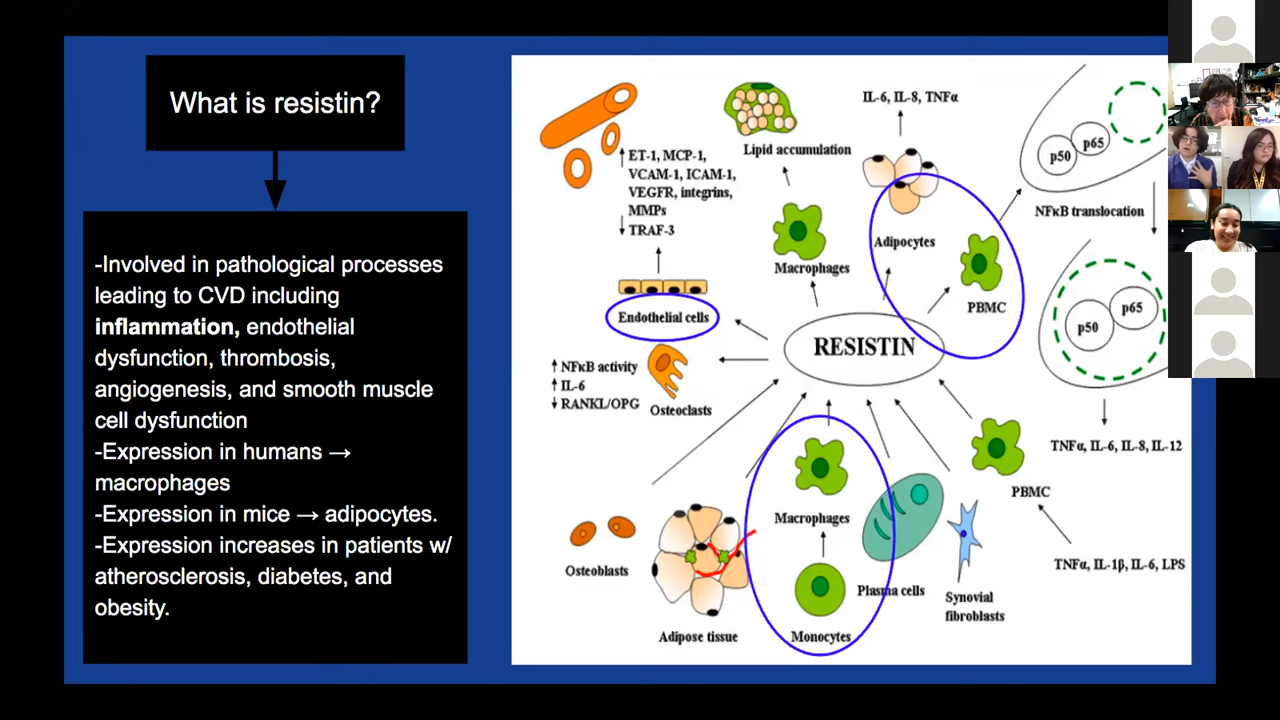 What is resistin?
-Involved in pathological processes
leading to CVD including
inflammation, endothelial
dysfunction, thrombosis,
angiogenesis, and smooth muscle
cell dysfunction
-Expression in humans →
macrophages
-Expression in mice → adipocytes.
-Expression increases in patients w/
atherosclerosis, diabetes, and
obesity.
↑ ET-1, MCP-1,
VCAM-1, ICAM-1,
VEGFR, integrins,
MMPs
↓ TRAF-3
Endothelial cells
Lipid accumulation
Macrophages
IL-6, IL-8, TNFα
Adipocytes
PBMC
p50
p65
NFκB translocation
p50
p65
TNFα, IL-6, IL-8, IL-12
RESISTIN
↑ NFκB activity
↑ IL-6
↓ RANKL/OPG
Osteoclasts
Osteoblasts
Adipose tissue
Macrophages
Monocytes
Plasma cells
Synovial
fibroblasts
PBMC
TNFα, IL-1β, IL-6, LPS